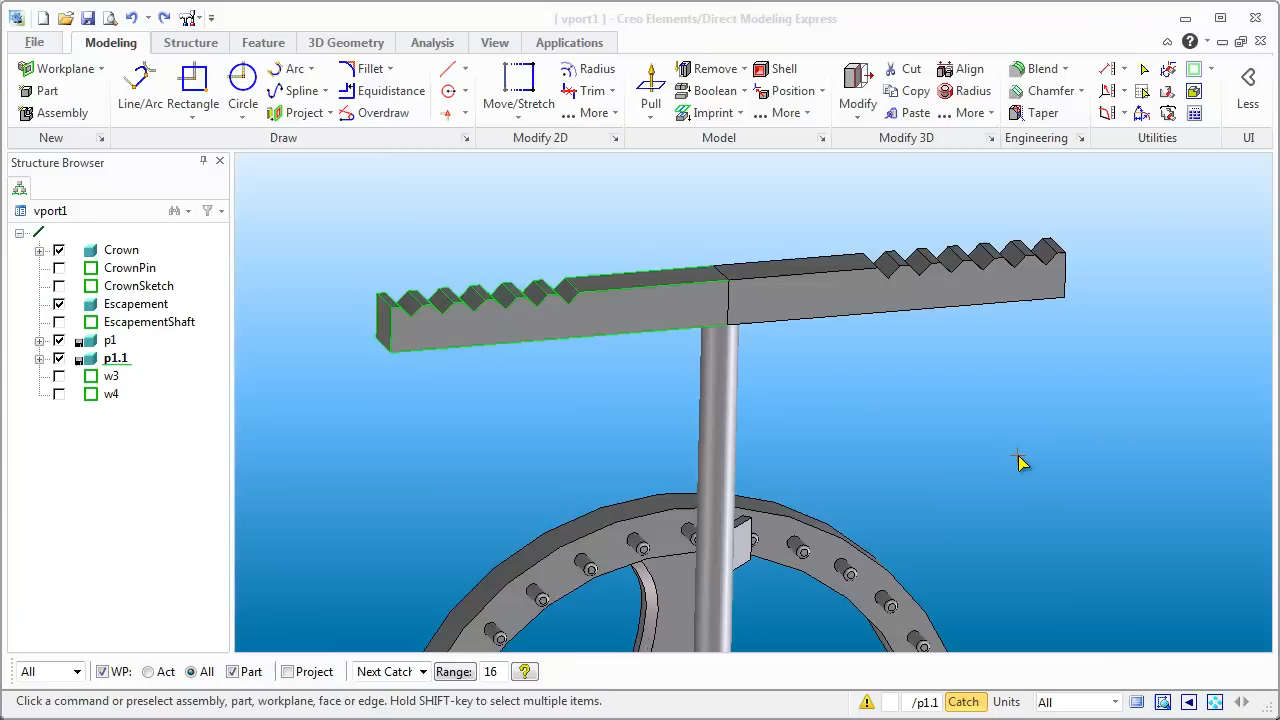 [ vport1 ] - Creo Elements/Direct Modeling Express
File Modeling Structure Feature 3D Geometry Analysis View Applications
Workplane Line/Arc Rectangle Circle Arc Fillet Move/Stretch Radius Pull Remove Shell Modify Cut Align Blend Less
Part Spline Equidistance Trim Boolean Position Copy Radius Chamfer
Assembly Project Overdraw ... More Imprint ... More Paste ... More Taper
New Draw Modify 2D Model Modify 3D Engineering Utilities UI
Structure Browser
vport1
Crown
CrownPin
CrownSketch
Escapement
EscapementShaft
p1
p1.1
w3
w4
All WP: Act All Part Project Next Catch Range: 16 ?
Click a command or preselect assembly, part, workplane, face or edge. Hold SHIFT-key to select multiple items. /p1.1 Catch Units All